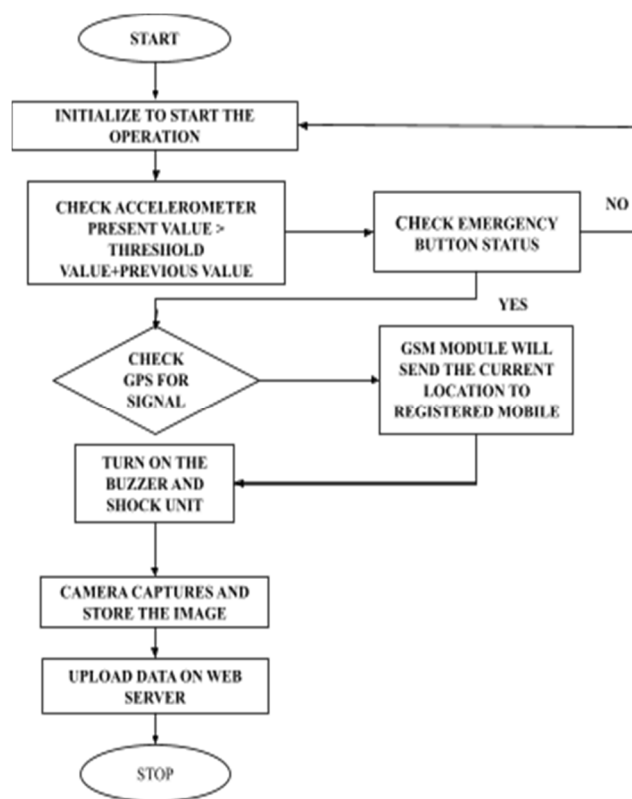 START
INITIALIZE TO START THE
OPERATION
CHECK ACCELEROMETER
PRESENT VALUE >
THRESHOLD
VALUE+PREVIOUS VALUE
CHECK EMERGENCY
BUTTON STATUS
NO
YES
CHECK
GPS FOR
SIGNAL
GSM MODULE WILL
SEND THE CURRENT
LOCATION TO
REGISTERED MOBILE
TURN ON THE
BUZZER AND
SHOCK UNIT
CAMERA CAPTURES AND
STORE THE IMAGE
UPLOAD DATA ON WEB
SERVER
STOP